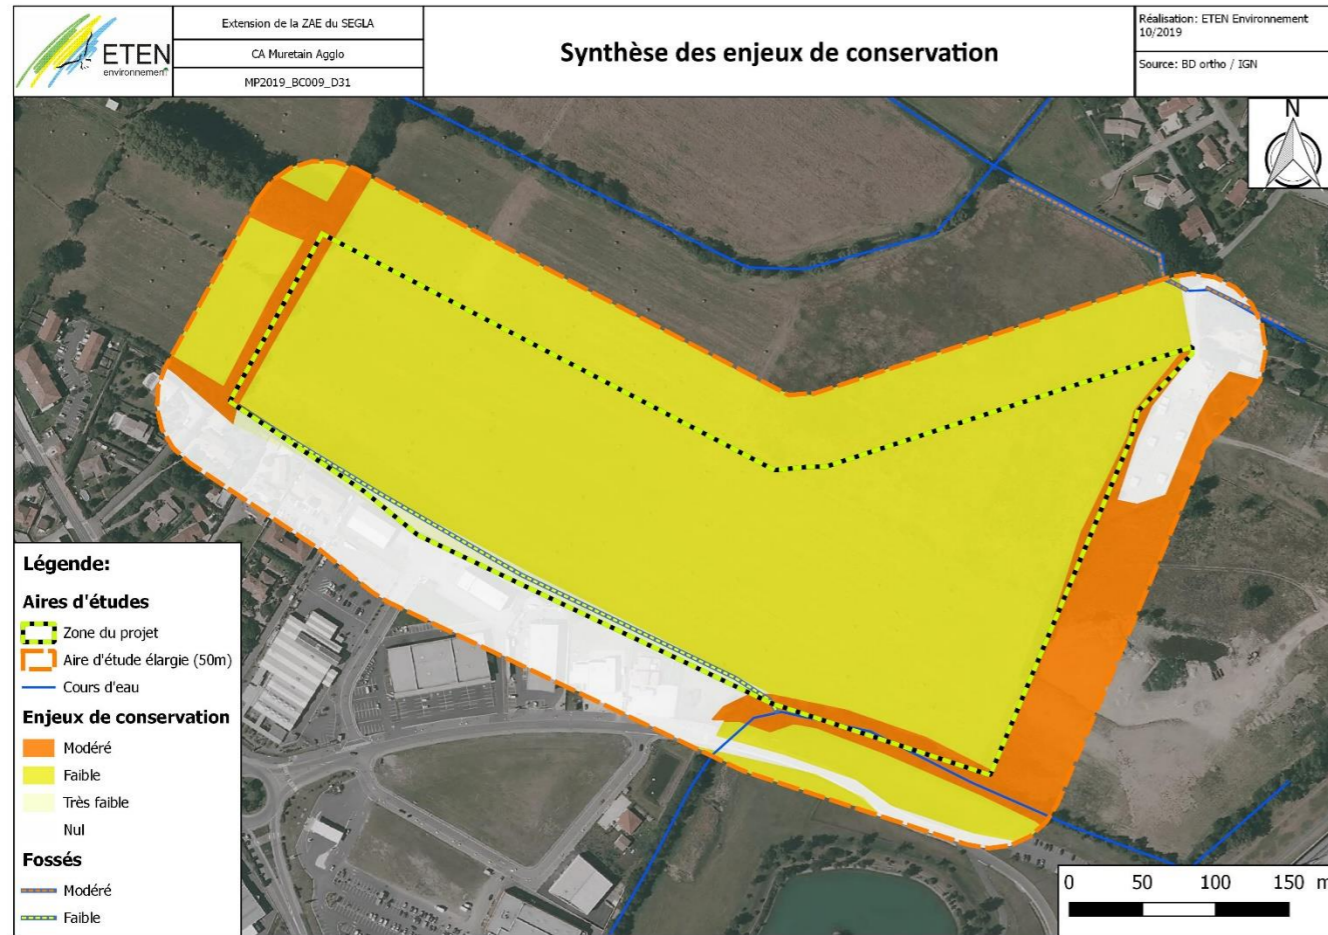 ETEN
environnement
Extension de la ZAE du SEGLA
CA Muretain Agglo
MP2019_BC009_D31
Synthèse des enjeux de conservation
Réalisation: ETEN Environnement
10/2019
Source: BD ortho / IGN
N
Légende:
Aires d'études
Zone du projet
Aire d'étude élargie (50m)
Cours d'eau
Enjeux de conservation
Modéré
Faible
Très faible
Nul
Fossés
Modéré
Faible
0 50 100 150 m